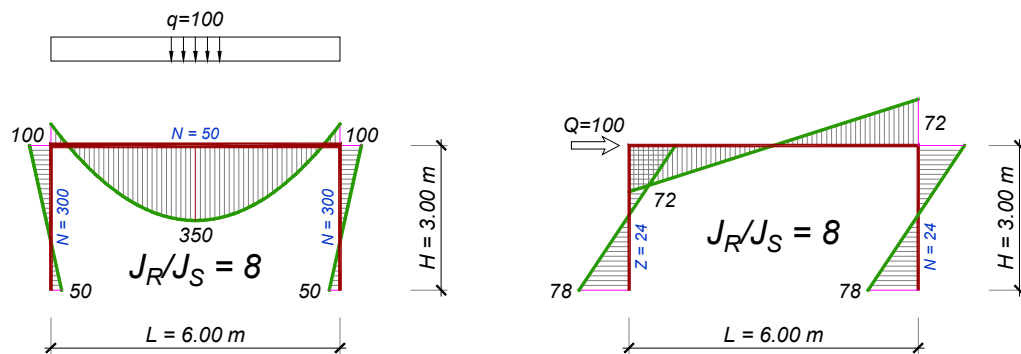 q=100
100
N = 50
100
N = 300
350
N = 300
J_R/J_S = 8
50
50
H = 3.00 m
L = 6.00 m
Q=100
72
72
Z = 24
J_R/J_S = 8
N = 24
78
78
H = 3.00 m
L = 6.00 m